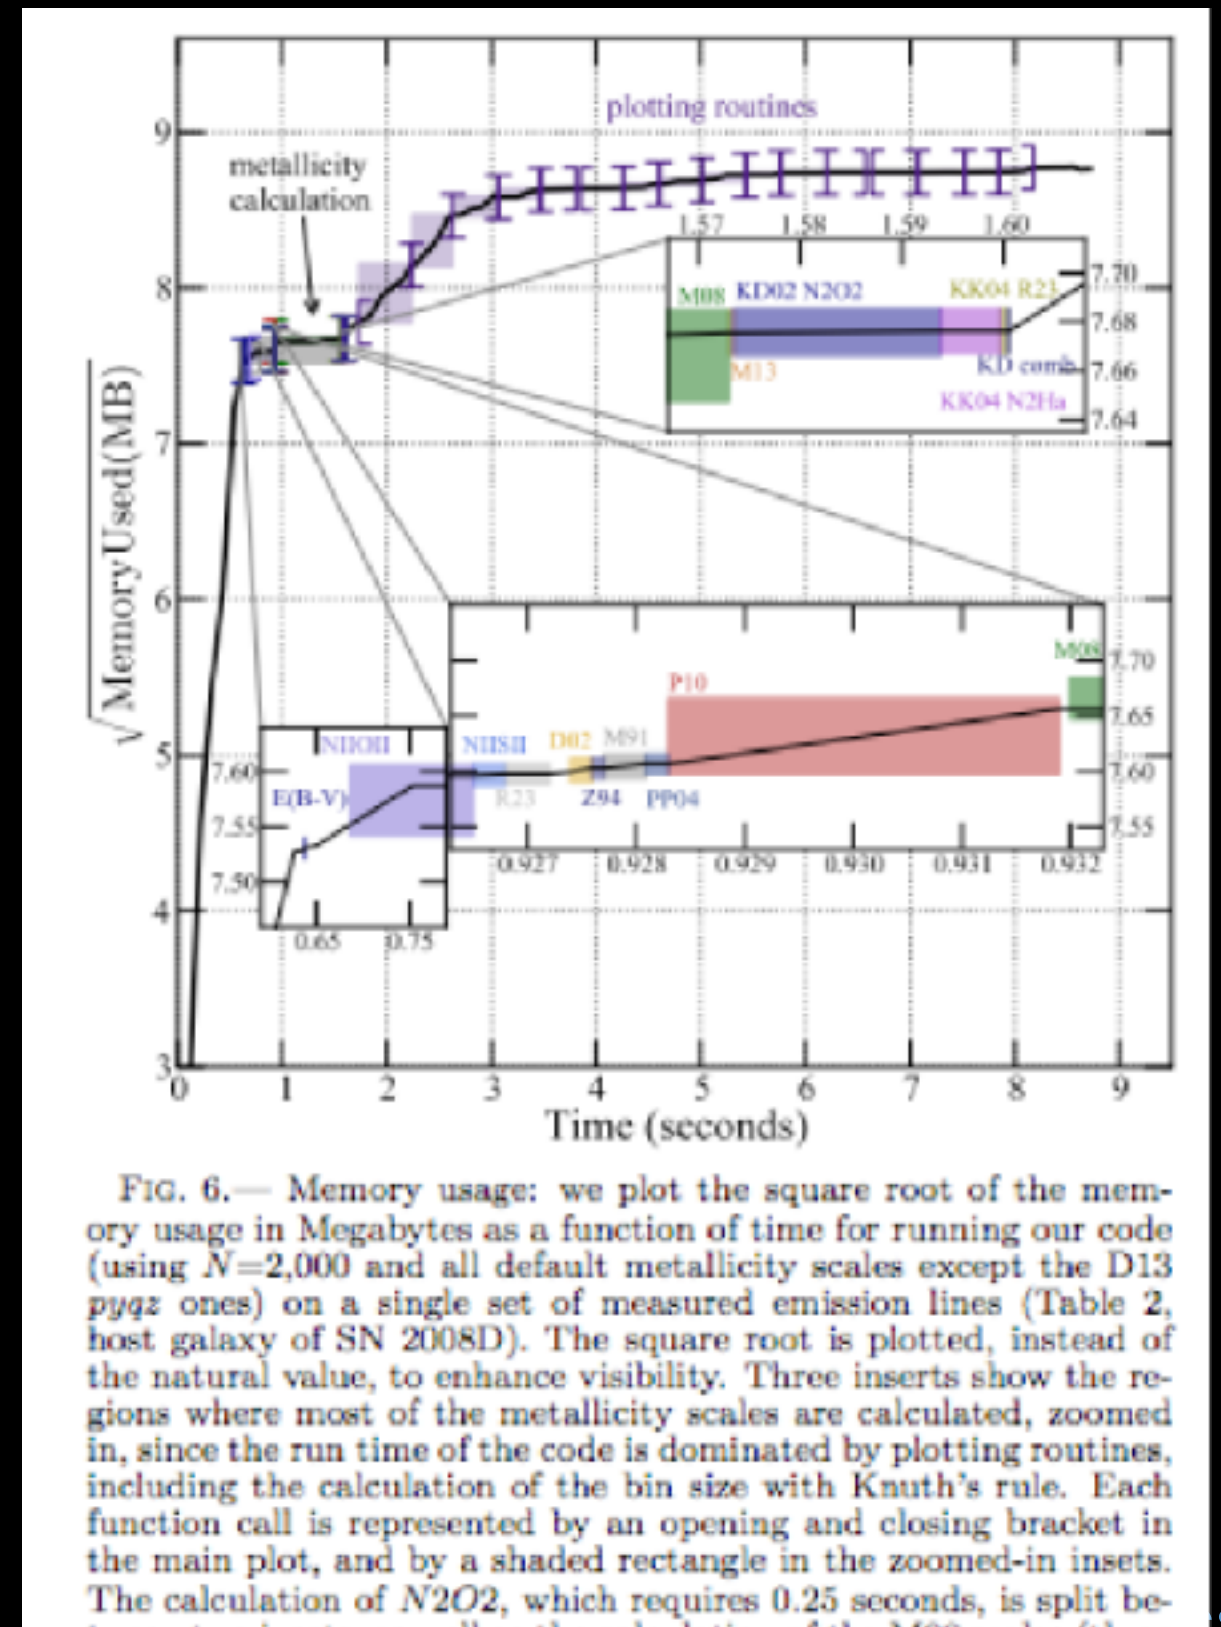 plotting routines
9
metallicity
calculation
1.57 1.58 1.59 1.60
8
M08 KD02 N2O2 KK04 R23
7.70
7.68
M13 KD comb
7.66
KK04 N2Ha
7.64
7
√MemoryUsed(MB)
6
M08
7.70
P10
7.65
NIIOII NIISII D02 M91
5
7.60
7.60
E(B-V) R23 Z94 PP04
7.55
7.55
0.927 0.928 0.929 0.930 0.931 0.932
7.50
4
0.65 0.75
3
0 1 2 3 4 5 6 7 8 9
Time (seconds)
FIG. 6.— Memory usage: we plot the square root of the mem-
ory usage in Megabytes as a function of time for running our code
(using N=2,000 and all default metallicity scales except the D13
pyqz ones) on a single set of measured emission lines (Table 2,
host galaxy of SN 2008D). The square root is plotted, instead of
the natural value, to enhance visibility. Three inserts show the re-
gions where most of the metallicity scales are calculated, zoomed
in, since the run time of the code is dominated by plotting routines,
including the calculation of the bin size with Knuth's rule. Each
function call is represented by an opening and closing bracket in
the main plot, and by a shaded rectangle in the zoomed-in insets.
The calculation of N2O2, which requires 0.25 seconds, is split be-